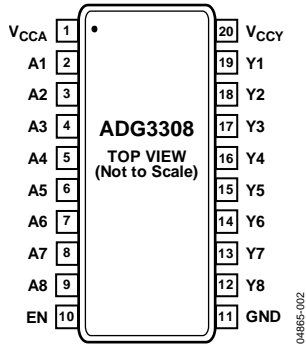 VCCA 1 20 VCCY
A1 2 19 Y1
A2 3 18 Y2
A3 4 ADG3308 17 Y3
A4 5 TOP VIEW 16 Y4
(Not to Scale)
A5 6 15 Y5
A6 7 14 Y6
A7 8 13 Y7
A8 9 12 Y8
EN 10 11 GND
04865-002